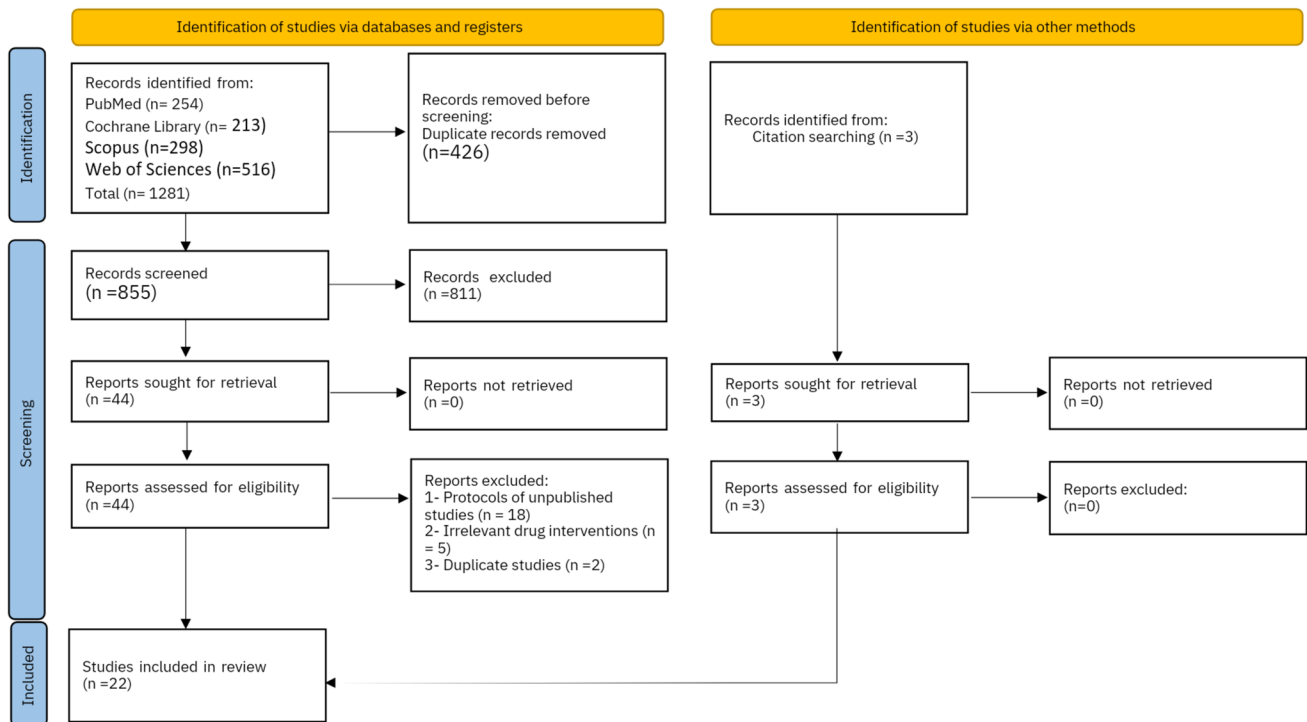 Identification of studies via databases and registers
Identification of studies via other methods
Identification
Records identified from:
PubMed (n= 254)
Cochrane Library (n= 213)
Scopus (n=298)
Web of Sciences (n=516)
Total (n= 1281)
Records removed before
screening:
Duplicate records removed
(n=426)
Records identified from:
Citation searching (n =3)
Screening
Records screened
(n =855)
Records excluded
(n =811)
Reports sought for retrieval
(n =44)
Reports not retrieved
(n =0)
Reports sought for retrieval
(n =3)
Reports not retrieved
(n =0)
Reports assessed for eligibility
(n =44)
Reports excluded:
1- Protocols of unpublished
studies (n = 18)
2- Irrelevant drug interventions (n
= 5)
3- Duplicate studies (n =2)
Reports assessed for eligibility
(n =3)
Reports excluded:
(n=0)
Included
Studies included in review
(n =22)